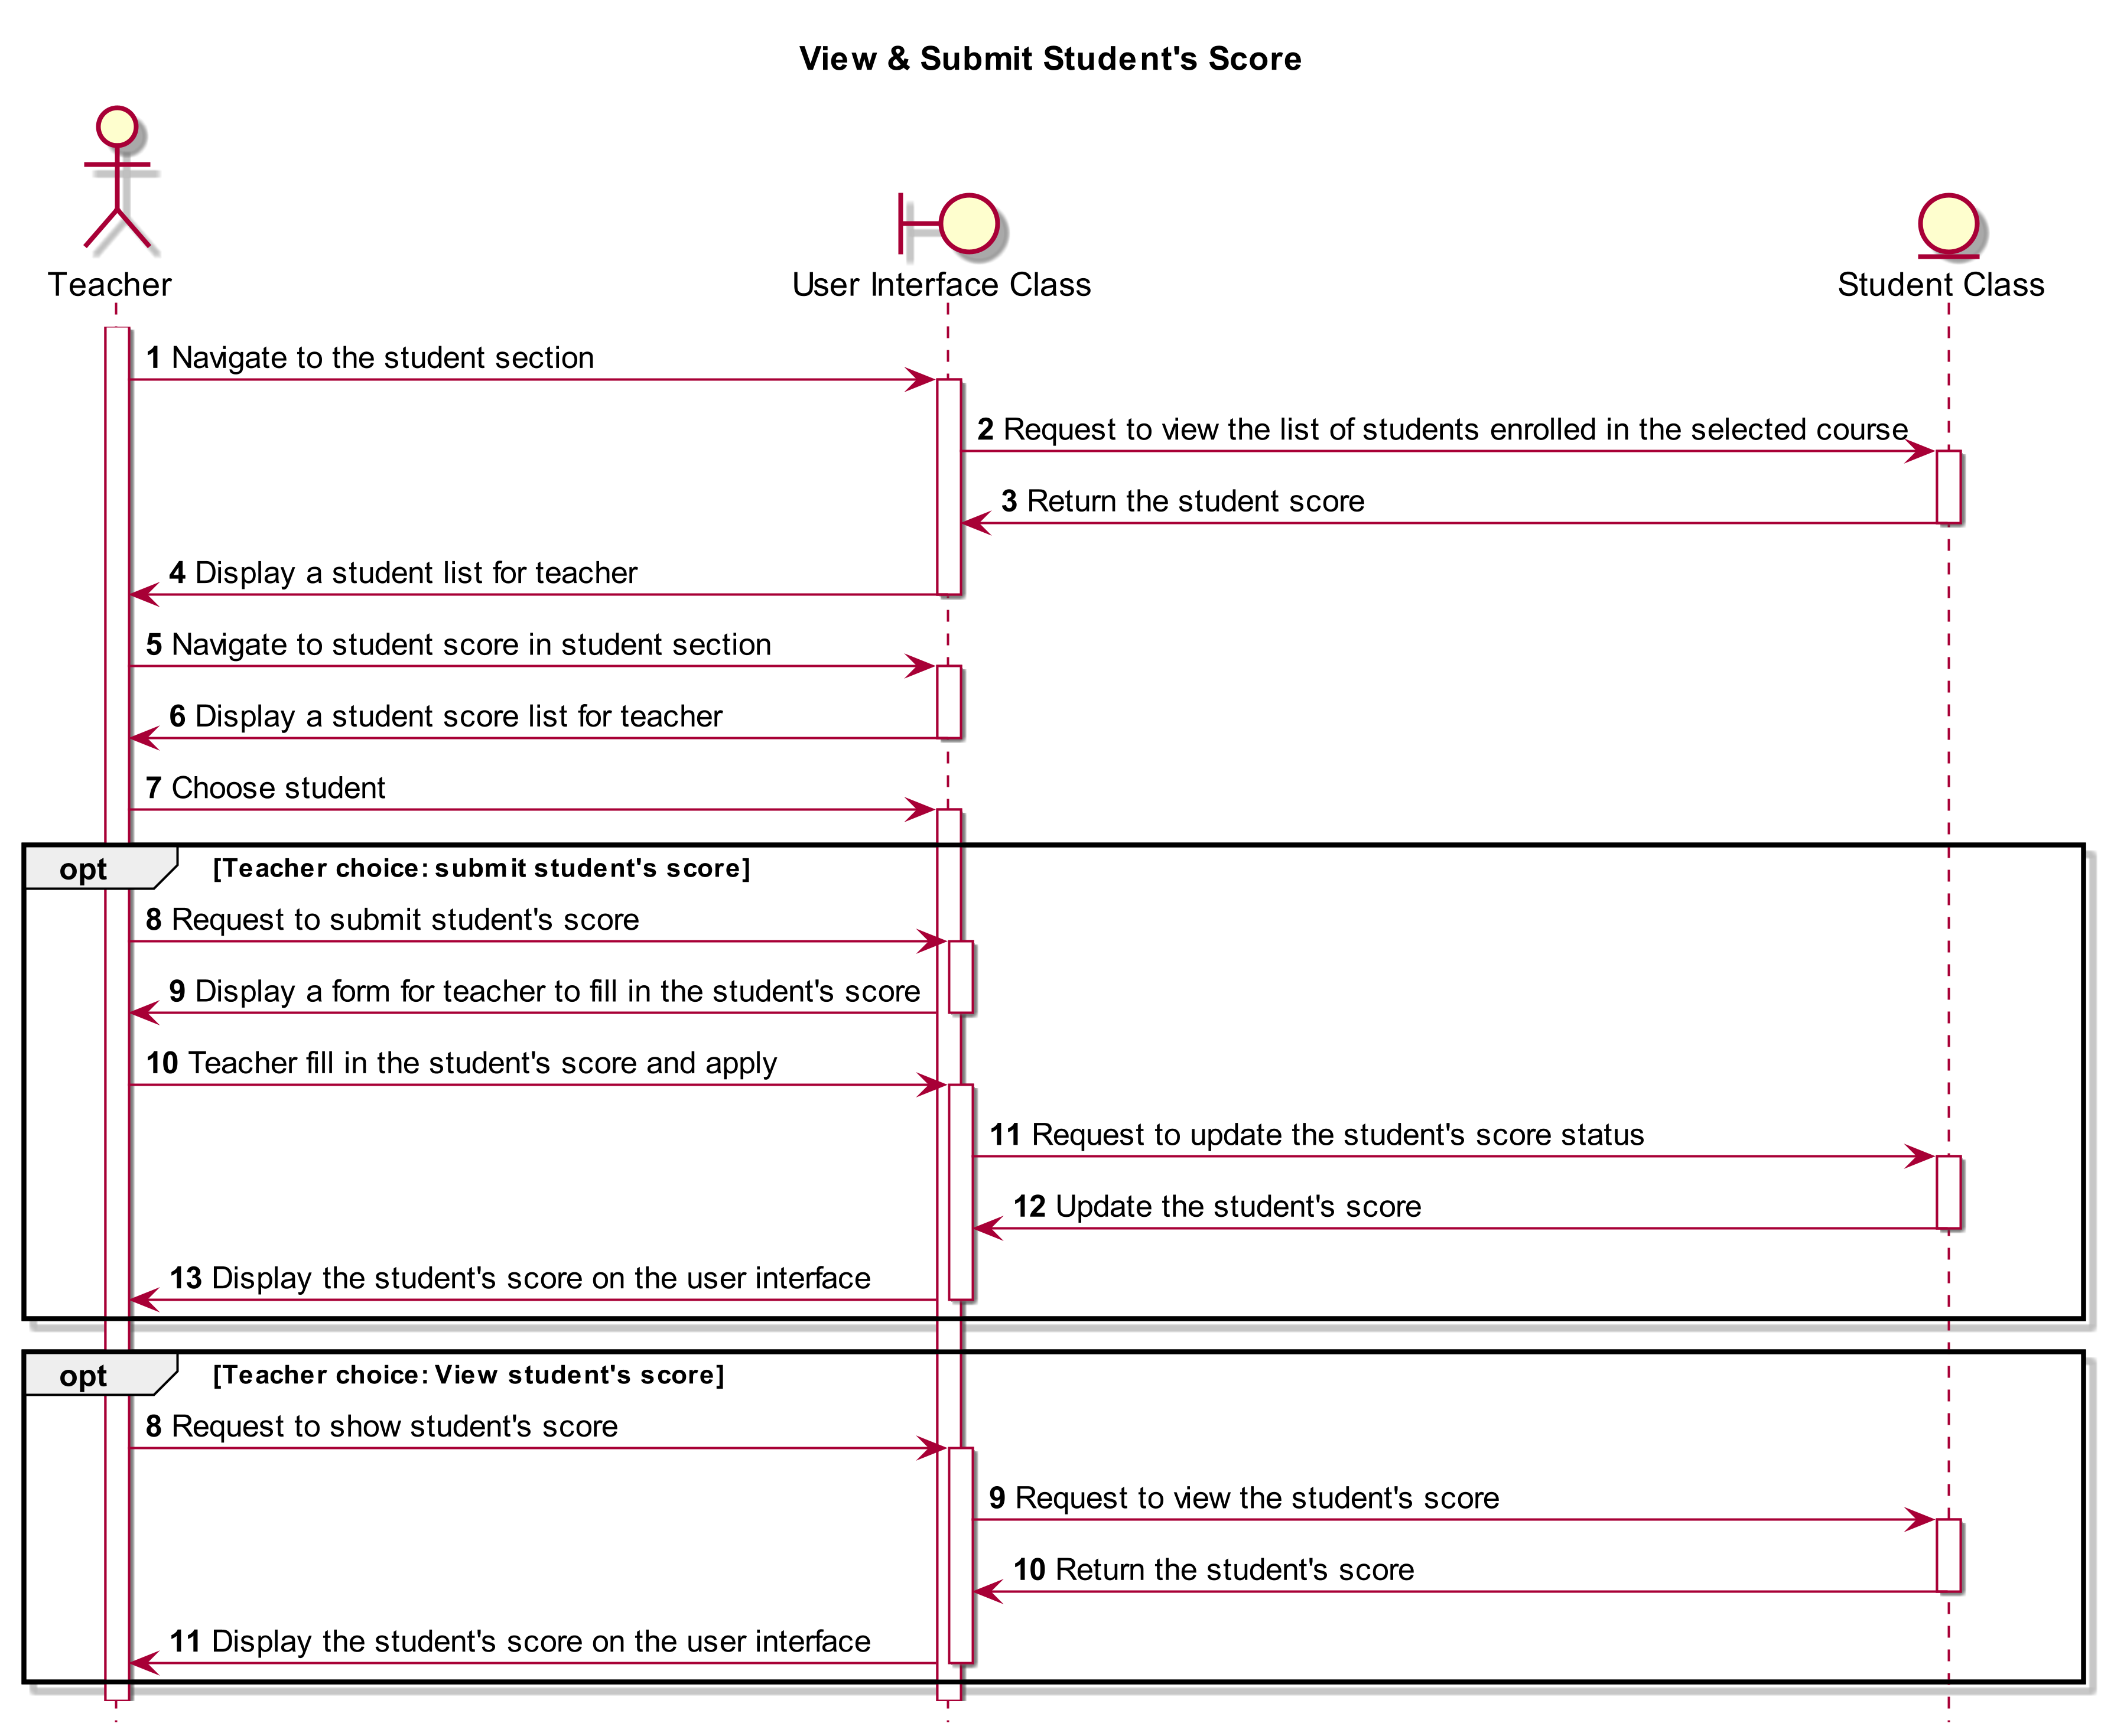 View & Submit Student's Score
Teacher
User Interface Class
Student Class
1 Navigate to the student section
2 Request to view the list of students enrolled in the selected course
3 Return the student score
4 Display a student list for teacher
5 Navigate to student score in student section
6 Display a student score list for teacher
7 Choose student
opt [Teacher choice: submit student's score]
8 Request to submit student's score
9 Display a form for teacher to fill in the student's score
10 Teacher fill in the student's score and apply
11 Request to update the student's score status
12 Update the student's score
13 Display the student's score on the user interface
opt [Teacher choice: View student's score]
8 Request to show student's score
9 Request to view the student's score
10 Return the student's score
11 Display the student's score on the user interface